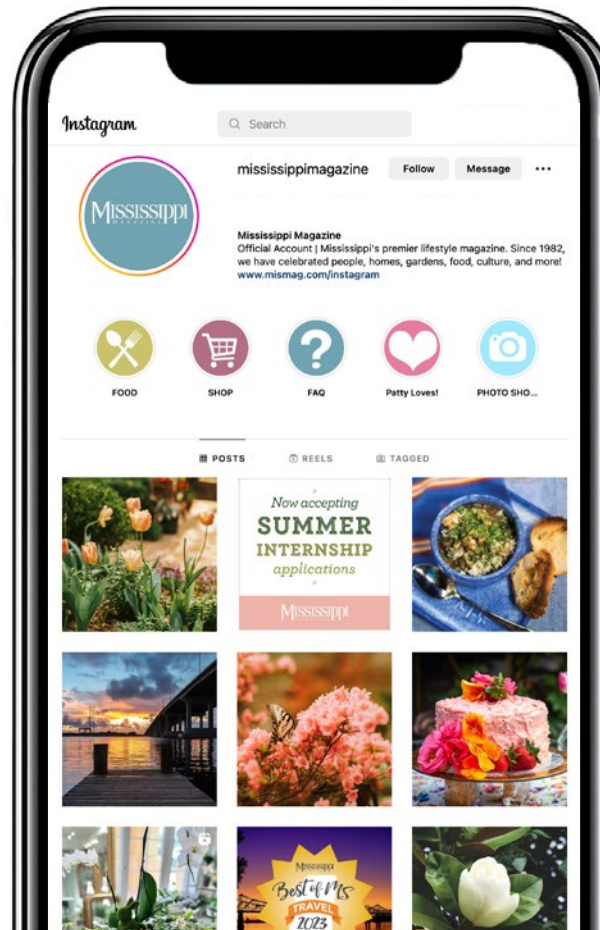 Instagram
Search
mississippimagazine
Follow
Message
MISSISSIPPI
MAGAZINE
Mississippi Magazine
Official Account | Mississippi's premier lifestyle magazine. Since 1982,
we have celebrated people, homes, gardens, food, culture, and more!
www.mismag.com/instagram
FOOD
SHOP
FAQ
Patty Loves!
PHOTO SHO...
POSTS
REELS
TAGGED
Now accepting
SUMMER
INTERNSHIP
applications
MISSISSIPPI
MISSISSIPPI
Best of MS
TRAVEL
2023